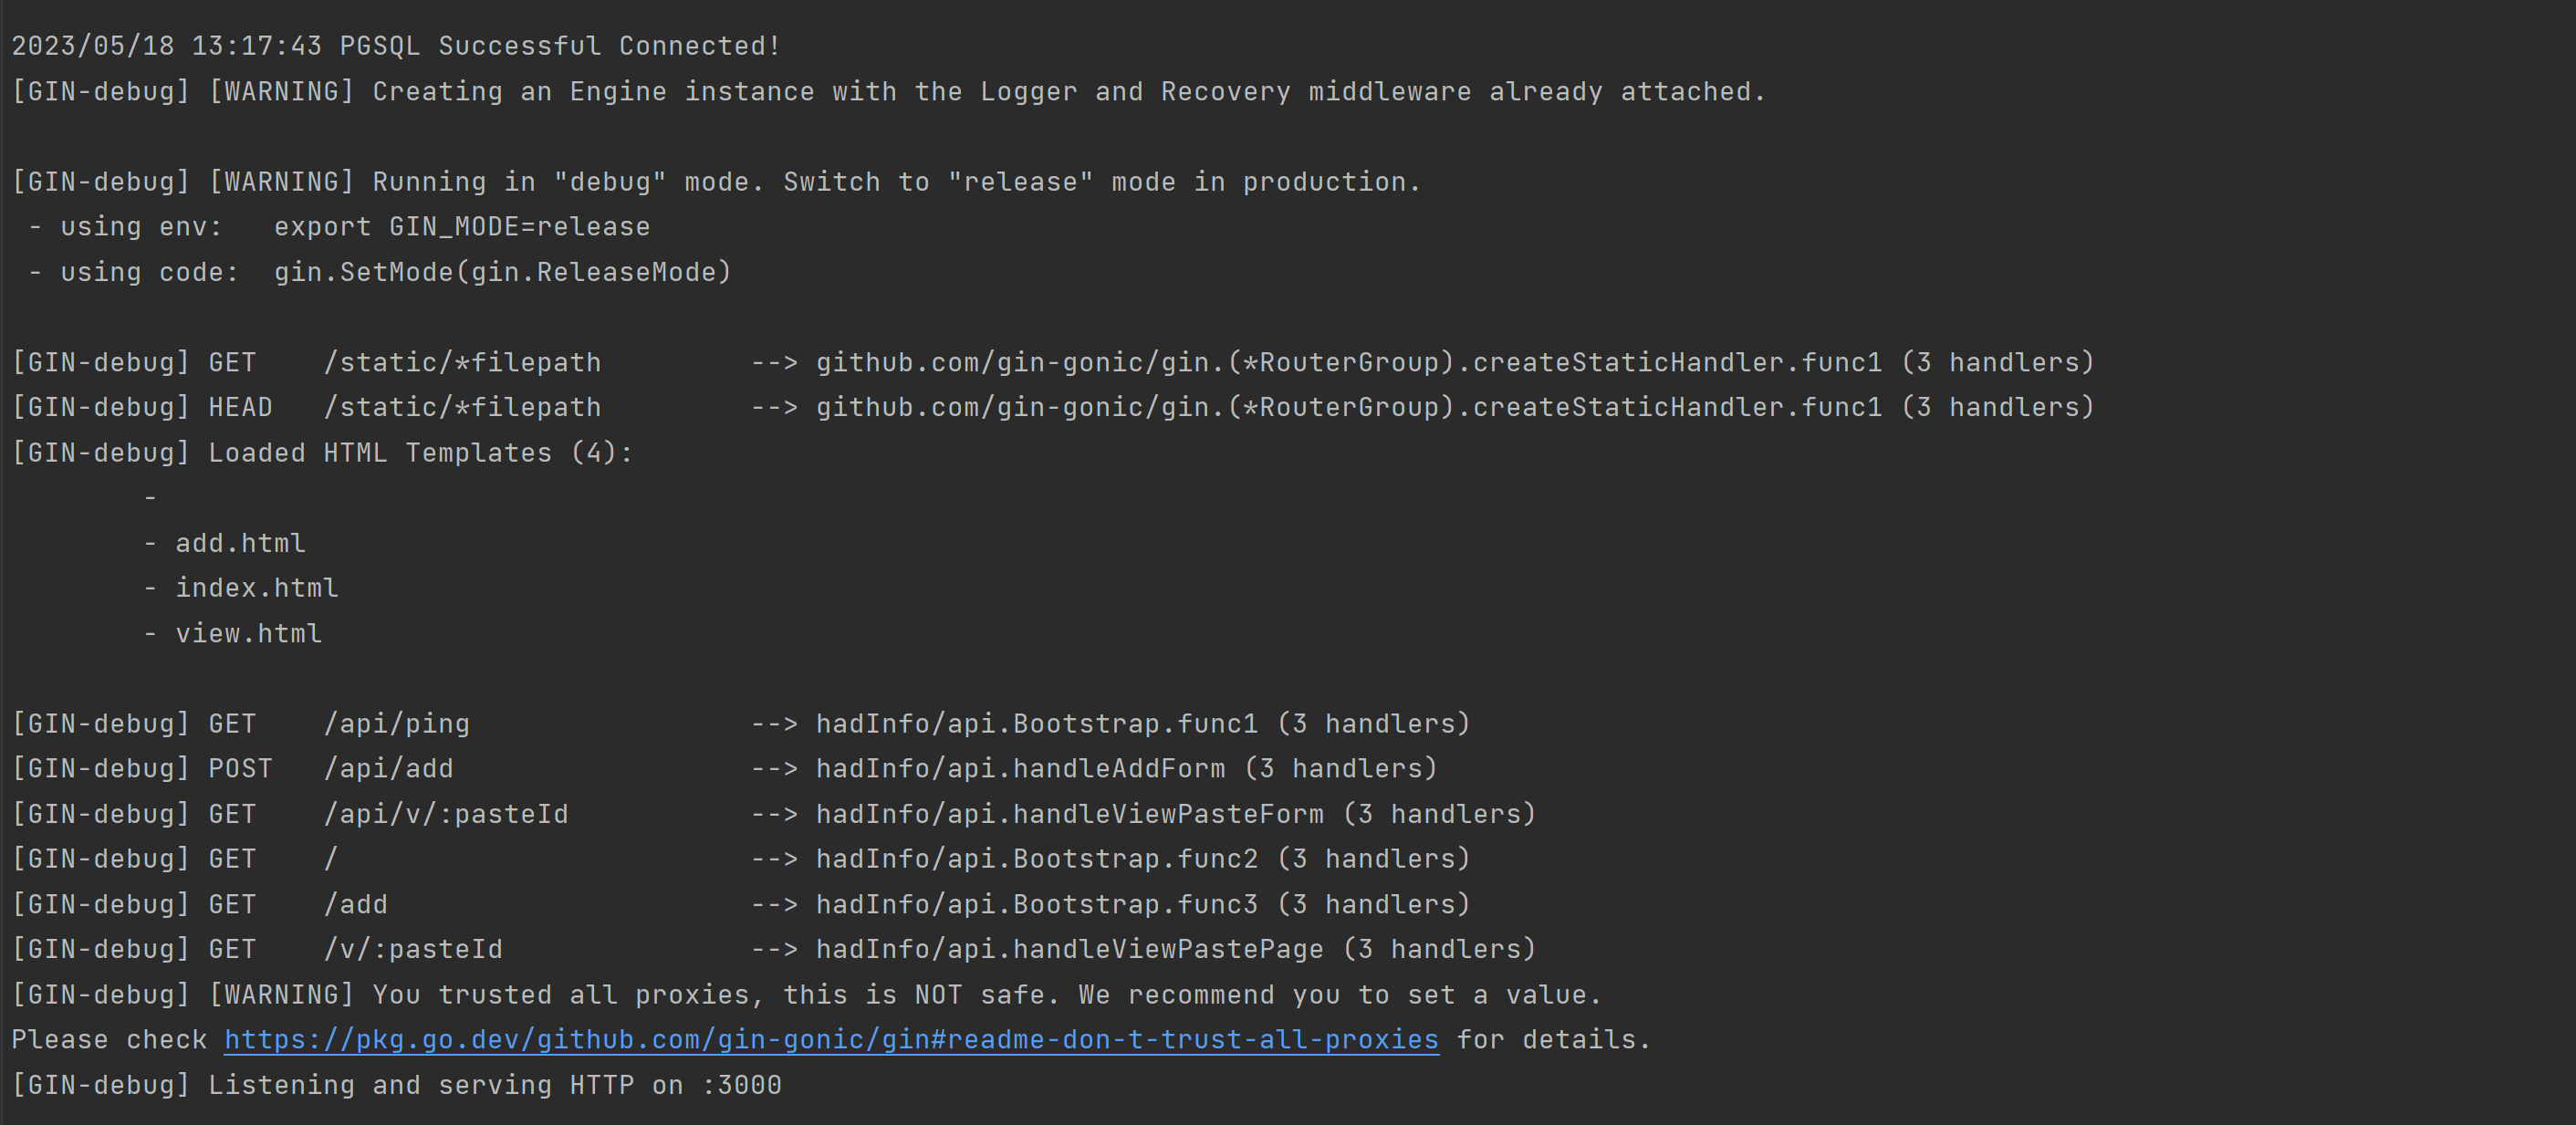 2023/05/18 13:17:43 PGSQL Successful Connected!
[GIN-debug] [WARNING] Creating an Engine instance with the Logger and Recovery middleware already attached.
[GIN-debug] [WARNING] Running in "debug" mode. Switch to "release" mode in production.
 - using env:   export GIN_MODE=release
 - using code:  gin.SetMode(gin.ReleaseMode)
[GIN-debug] GET    /static/*filepath         --> github.com/gin-gonic/gin.(*RouterGroup).createStaticHandler.func1 (3 handlers)
[GIN-debug] HEAD   /static/*filepath         --> github.com/gin-gonic/gin.(*RouterGroup).createStaticHandler.func1 (3 handlers)
[GIN-debug] Loaded HTML Templates (4):
        -
        - add.html
        - index.html
        - view.html
[GIN-debug] GET    /api/ping                 --> hadInfo/api.Bootstrap.func1 (3 handlers)
[GIN-debug] POST   /api/add                  --> hadInfo/api.handleAddForm (3 handlers)
[GIN-debug] GET    /api/v/:pasteId           --> hadInfo/api.handleViewPasteForm (3 handlers)
[GIN-debug] GET    /                         --> hadInfo/api.Bootstrap.func2 (3 handlers)
[GIN-debug] GET    /add                      --> hadInfo/api.Bootstrap.func3 (3 handlers)
[GIN-debug] GET    /v/:pasteId               --> hadInfo/api.handleViewPastePage (3 handlers)
[GIN-debug] [WARNING] You trusted all proxies, this is NOT safe. We recommend you to set a value.
Please check https://pkg.go.dev/github.com/gin-gonic/gin#readme-don-t-trust-all-proxies for details.
[GIN-debug] Listening and serving HTTP on :3000